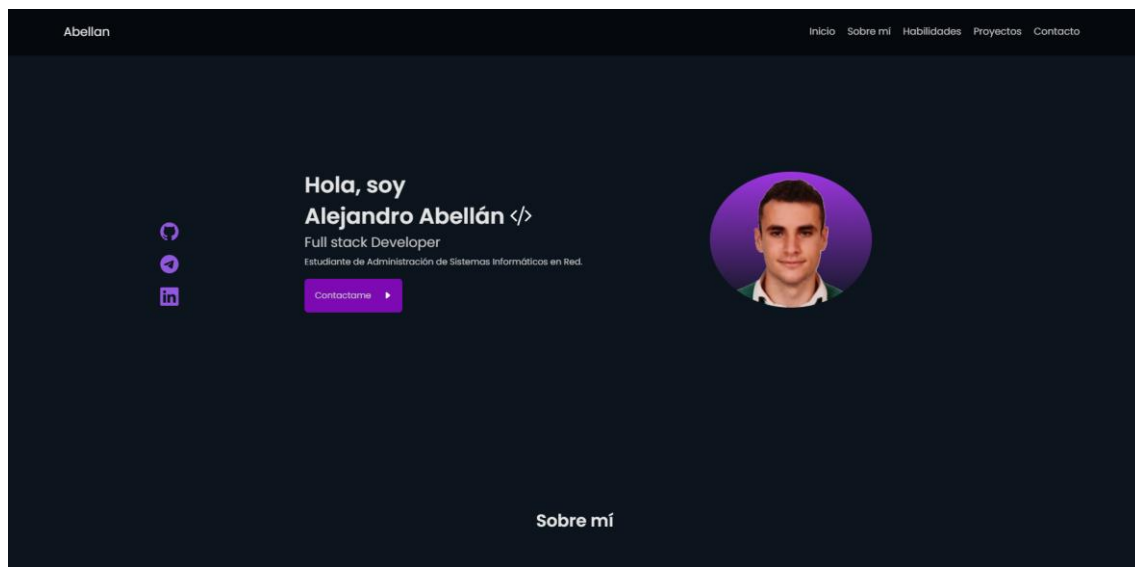 Abellan
Inicio Sobre mí Habilidades Proyectos Contacto
Hola, soy
Alejandro Abellán </>
Full stack Developer
Estudiante de Administración de Sistemas Informáticos en Red.
Contactame
in
Sobre mí